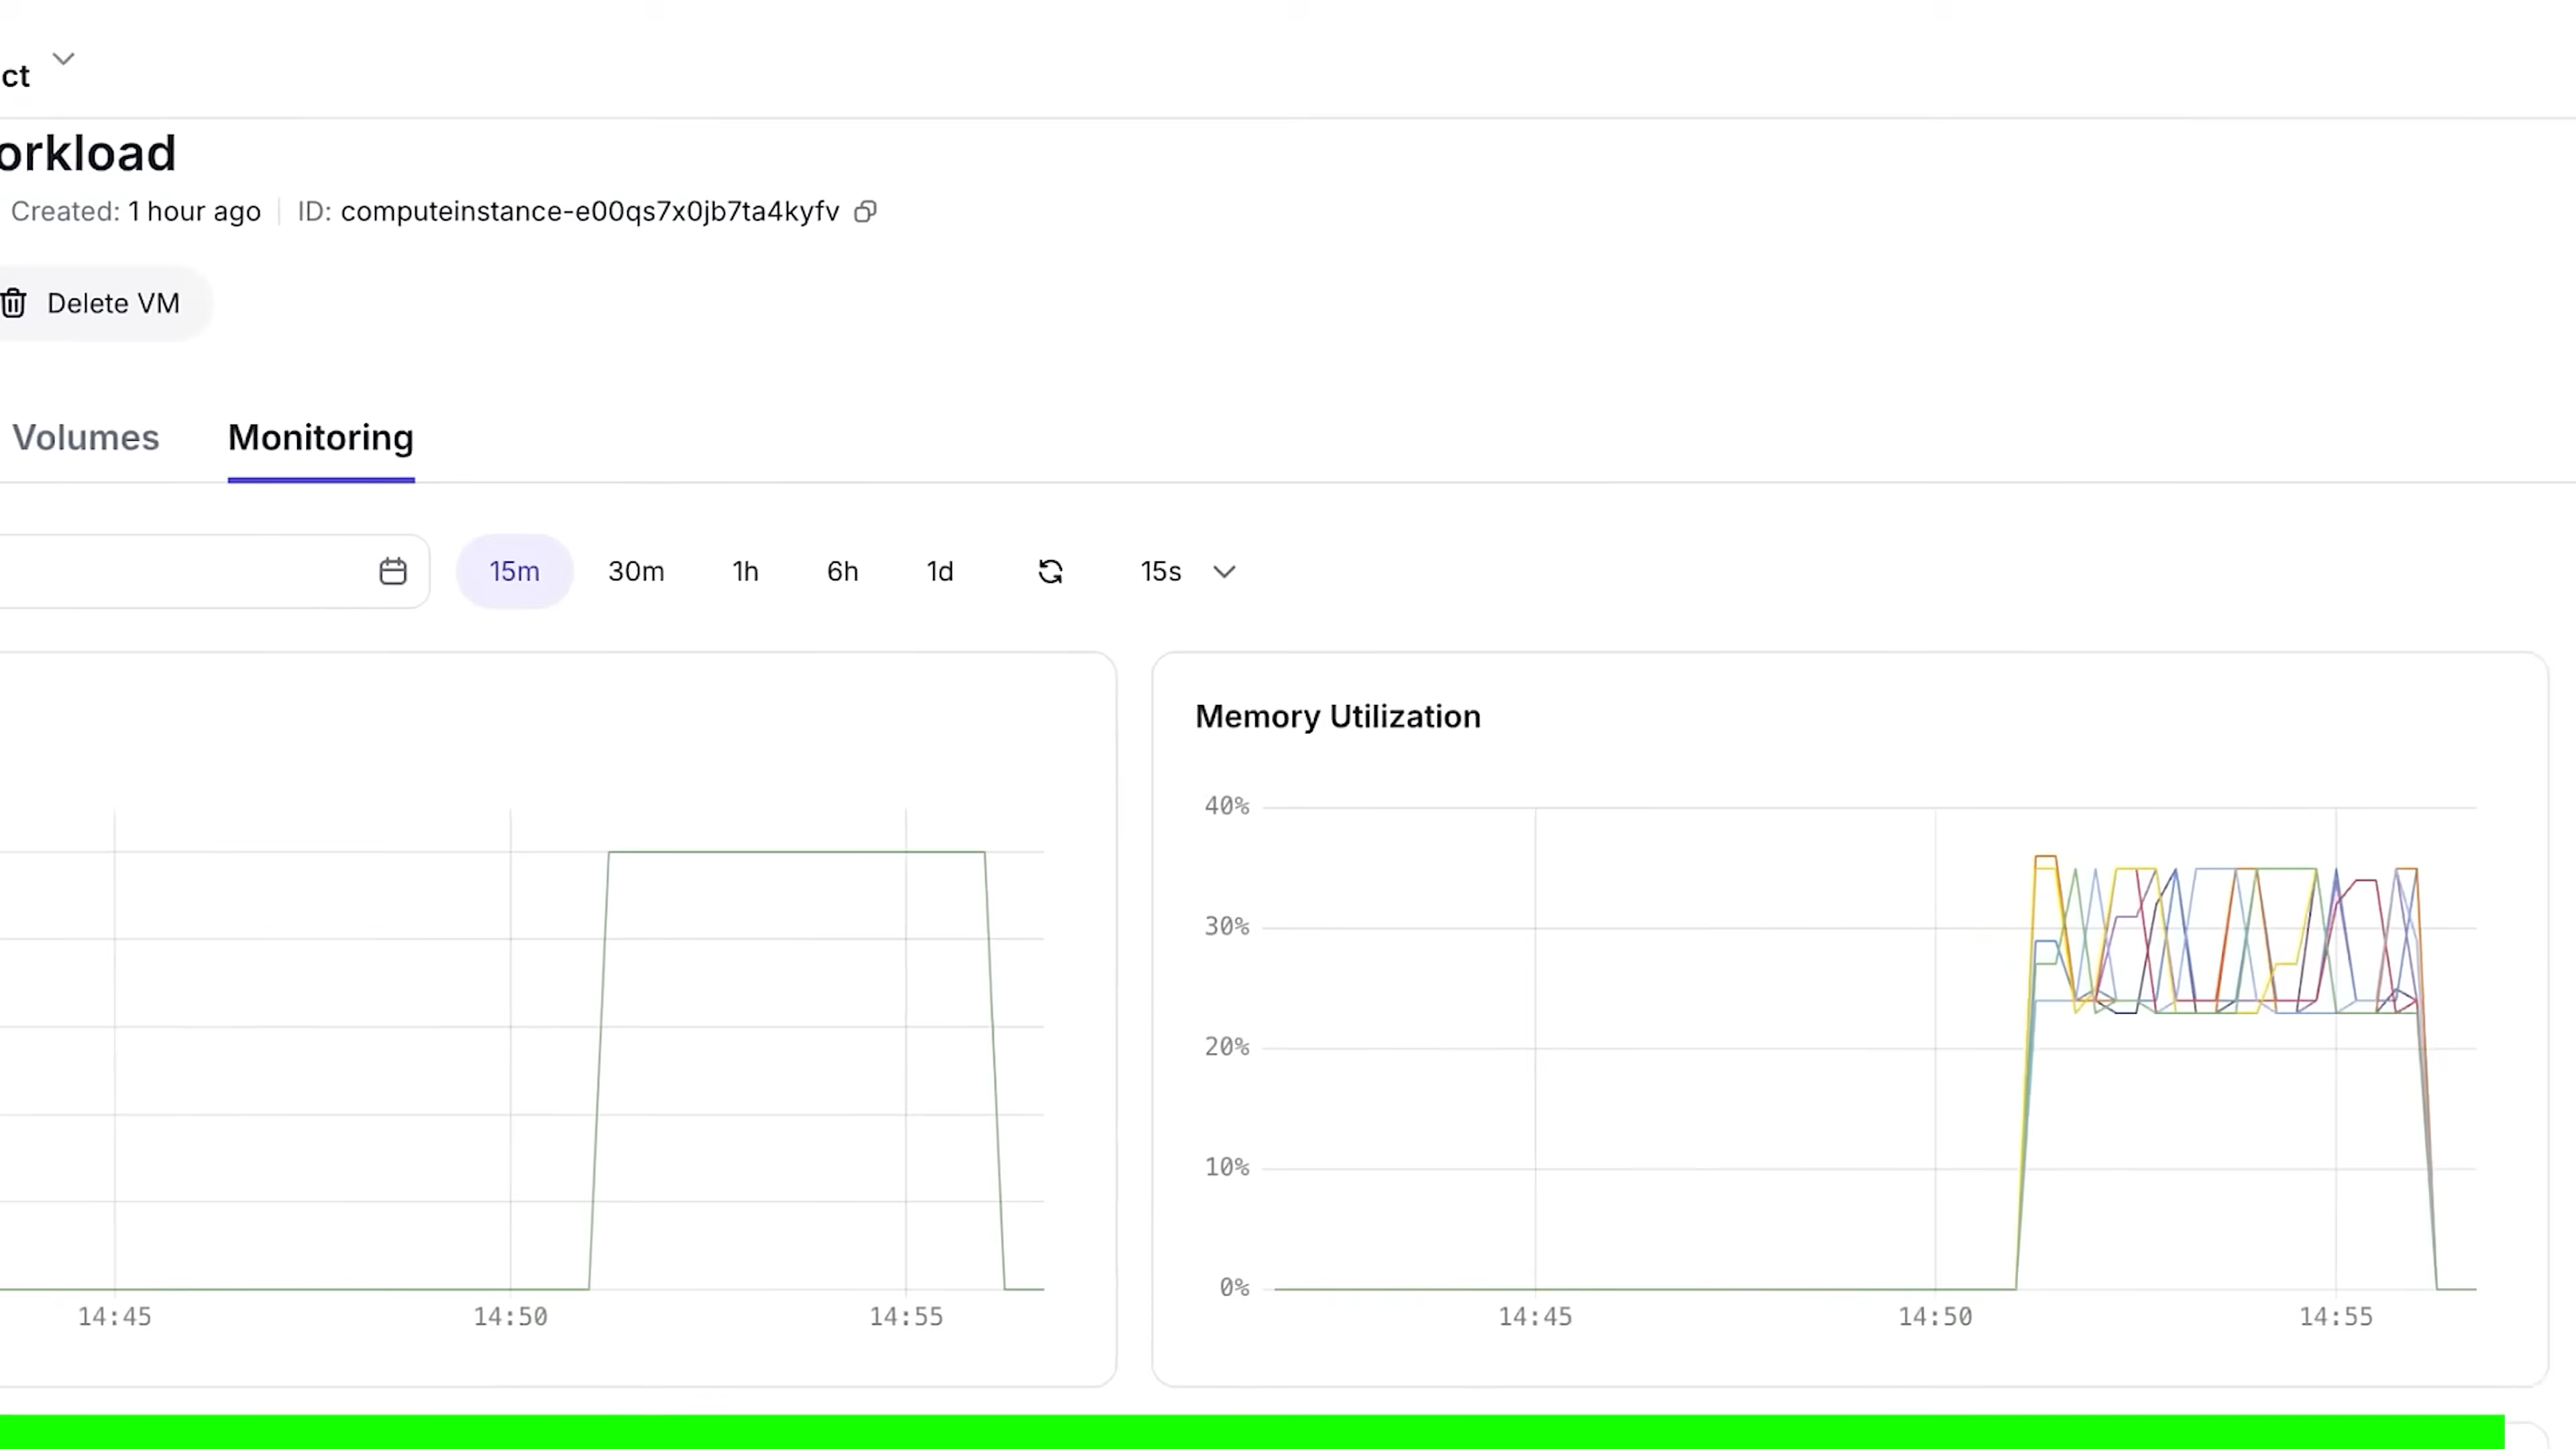 ct
orkload
Created: 1 hour ago ID: computeinstance-e00qs7x0jb7ta4kyfv
Delete VM
Volumes Monitoring
15m 30m 1h 6h 1d 15s
14:45 14:50 14:55
Memory Utilization
40%
30%
20%
10%
0%
14:45 14:50 14:55